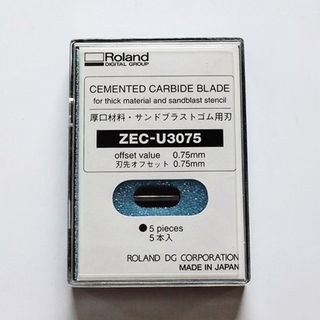 Roland
DIGITAL GROUP
CEMENTED CARBIDE BLADE
for thick material and sandblast stencil
厚口材料・サンドブラストゴム用刃
ZEC-U3075
offset value 0.75mm
刃先オフセット 0.75mm
● 5 pieces
5本入
ROLAND DG CORPORATION
MADE IN JAPAN